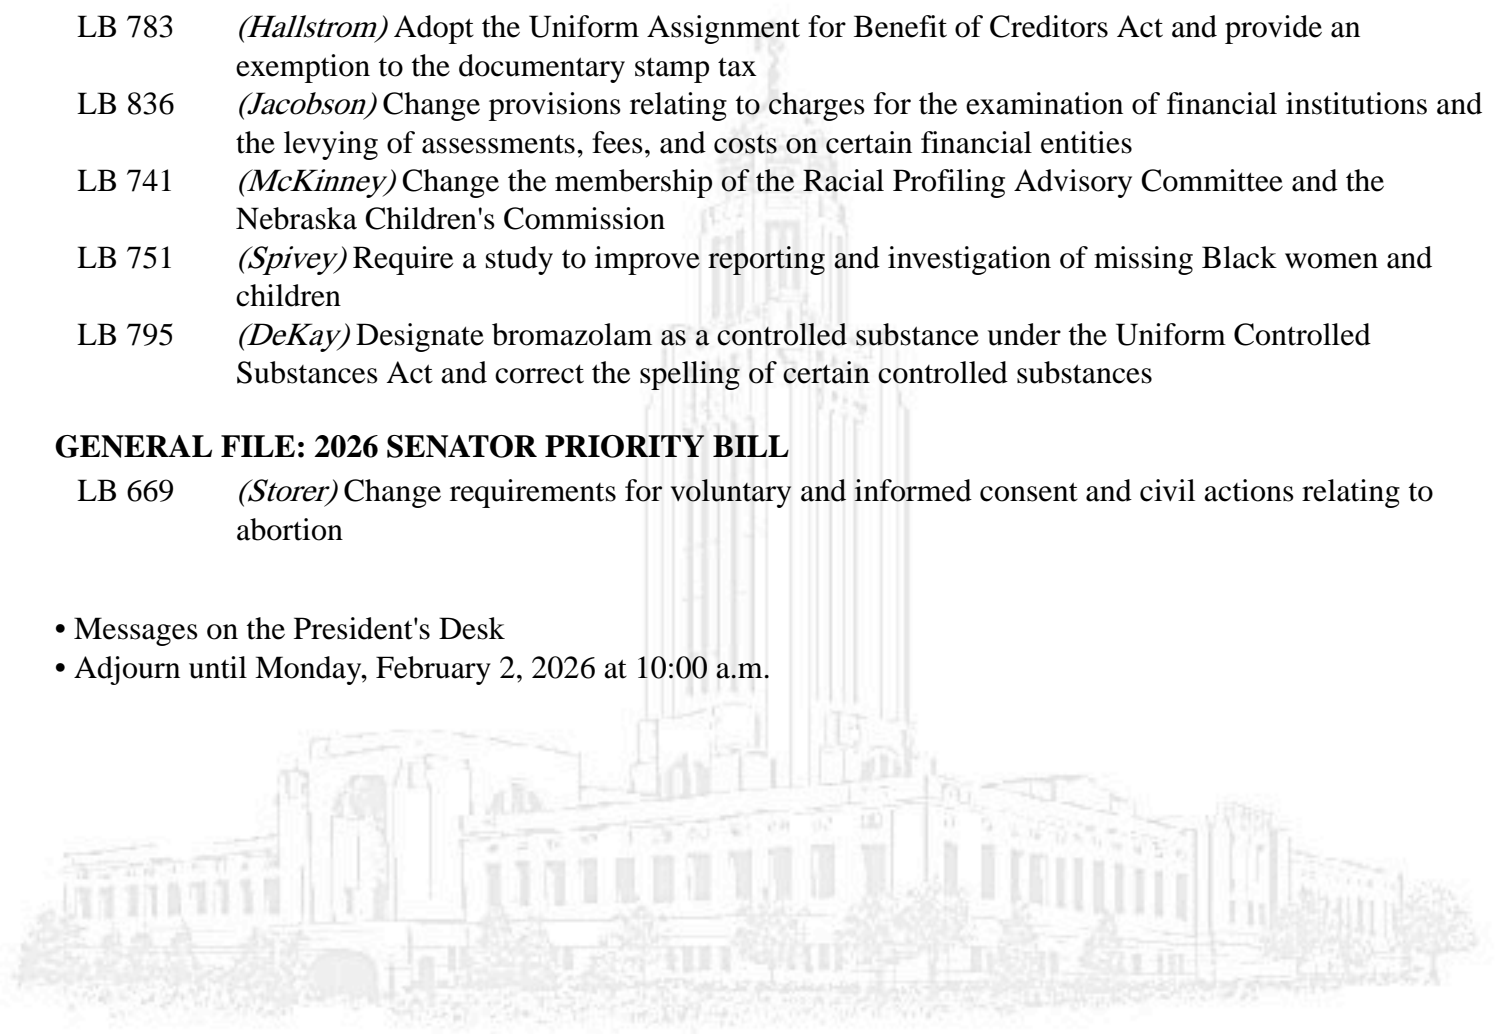 LB 783 (Hallstrom) Adopt the Uniform Assignment for Benefit of Creditors Act and provide an
exemption to the documentary stamp tax
LB 836 (Jacobson) Change provisions relating to charges for the examination of financial institutions and
the levying of assessments, fees, and costs on certain financial entities
LB 741 (McKinney) Change the membership of the Racial Profiling Advisory Committee and the
Nebraska Children's Commission
LB 751 (Spivey) Require a study to improve reporting and investigation of missing Black women and
children
LB 795 (DeKay) Designate bromazolam as a controlled substance under the Uniform Controlled
Substances Act and correct the spelling of certain controlled substances
GENERAL FILE: 2026 SENATOR PRIORITY BILL
LB 669 (Storer) Change requirements for voluntary and informed consent and civil actions relating to
abortion
• Messages on the President's Desk
• Adjourn until Monday, February 2, 2026 at 10:00 a.m.